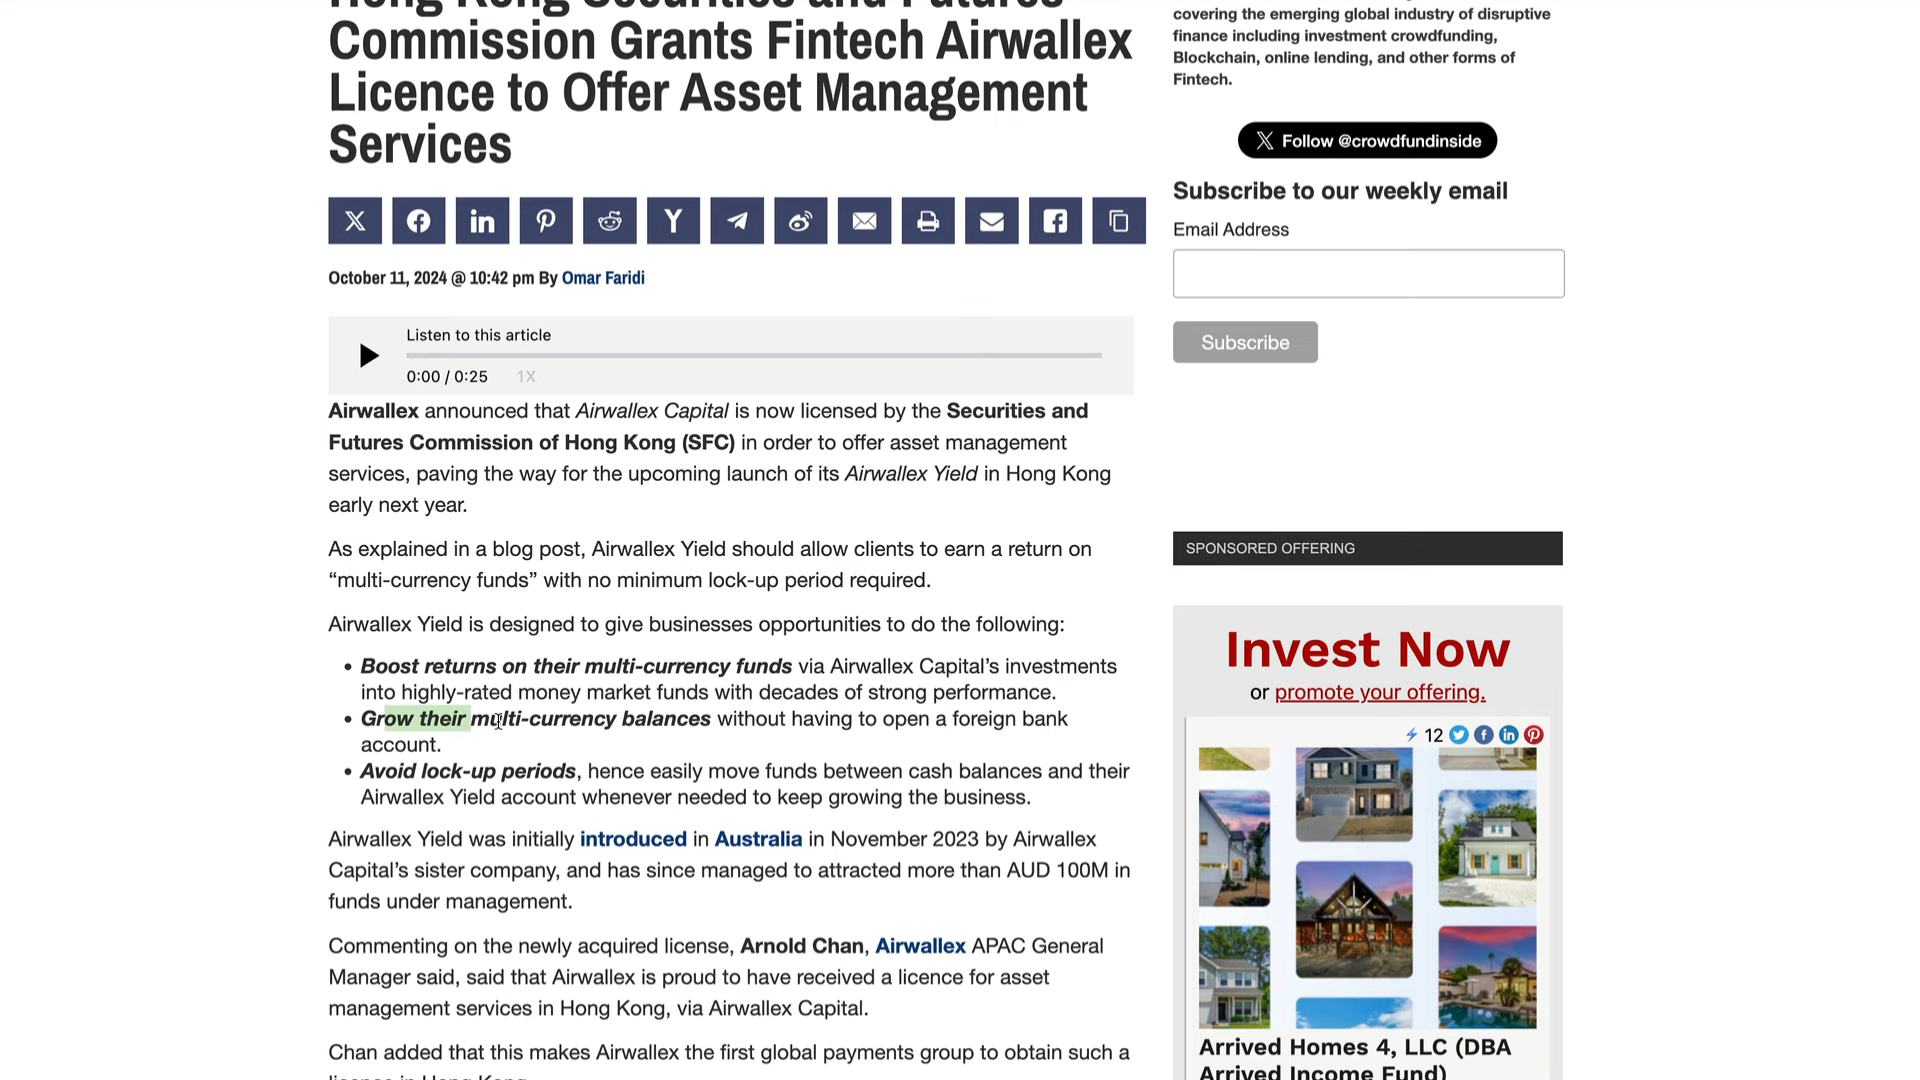 Hong Kong Securities and Futures
Commission Grants Fintech Airwallex
Licence to Offer Asset Management
Services
October 11, 2024 @ 10:42 pm By Omar Faridi
Listen to this article
0:00 / 0:25 1X
Airwallex announced that Airwallex Capital is now licensed by the Securities and
Futures Commission of Hong Kong (SFC) in order to offer asset management
services, paving the way for the upcoming launch of its Airwallex Yield in Hong Kong
early next year.
As explained in a blog post, Airwallex Yield should allow clients to earn a return on
“multi-currency funds” with no minimum lock-up period required.
Airwallex Yield is designed to give businesses opportunities to do the following:
• Boost returns on their multi-currency funds via Airwallex Capital’s investments
into highly-rated money market funds with decades of strong performance.
• Grow their multi-currency balances without having to open a foreign bank
account.
• Avoid lock-up periods, hence easily move funds between cash balances and their
Airwallex Yield account whenever needed to keep growing the business.
Airwallex Yield was initially introduced in Australia in November 2023 by Airwallex
Capital’s sister company, and has since managed to attracted more than AUD 100M in
funds under management.
Commenting on the newly acquired license, Arnold Chan, Airwallex APAC General
Manager said, said that Airwallex is proud to have received a licence for asset
management services in Hong Kong, via Airwallex Capital.
Chan added that this makes Airwallex the first global payments group to obtain such a
license in Hong Kong.
covering the emerging global industry of disruptive
finance including investment crowdfunding,
Blockchain, online lending, and other forms of
Fintech.
Follow @crowdfundinside
Subscribe to our weekly email
Email Address
Subscribe
SPONSORED OFFERING
Invest Now
or promote your offering.
12
Arrived Homes 4, LLC (DBA
Arrived Income Fund)